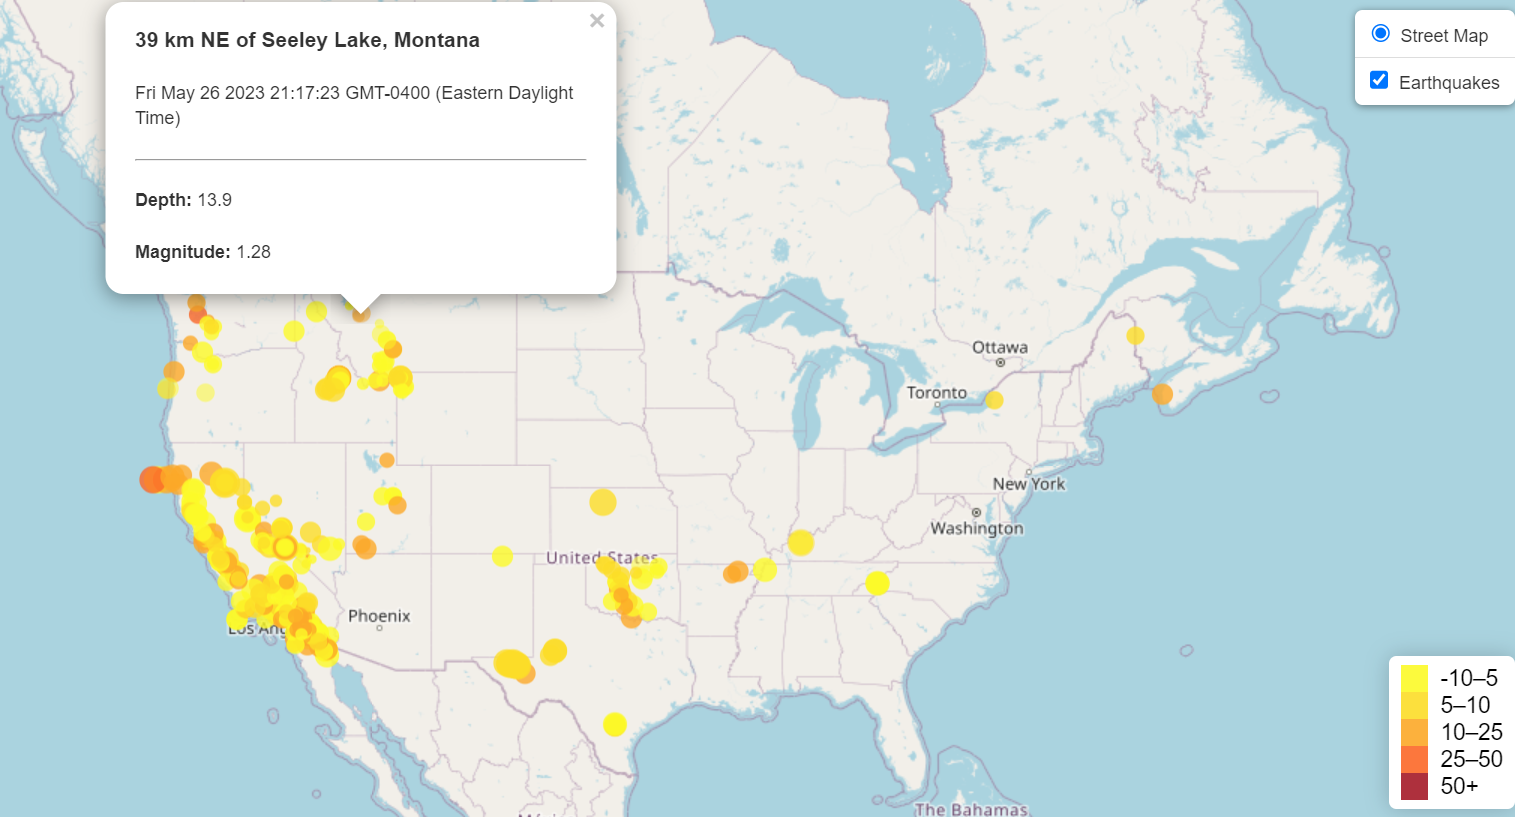 39 km NE of Seeley Lake, Montana
×
Fri May 26 2023 21:17:23 GMT-0400 (Eastern Daylight
Time)
Depth: 13.9
Magnitude: 1.28
Street Map
Earthquakes
Ottawa
Toronto
New York
Washington
United States
Phoenix
Los Ang
-10–5
5–10
10–25
25–50
50+
The Bahamas